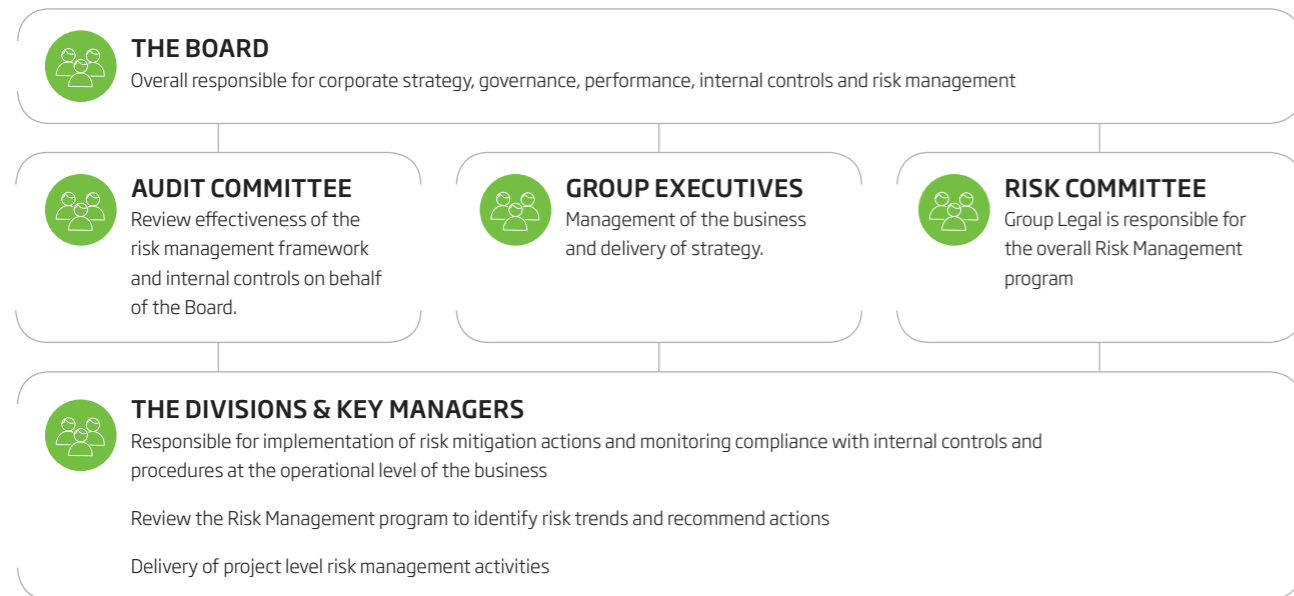 THE BOARD
Overall responsible for corporate strategy, governance, performance, internal controls and risk management
AUDIT COMMITTEE
Review effectiveness of the
risk management framework
and internal controls on behalf
of the Board.
GROUP EXECUTIVES
Management of the business
and delivery of strategy.
RISK COMMITTEE
Group Legal is responsible for
the overall Risk Management
program
THE DIVISIONS & KEY MANAGERS
Responsible for implementation of risk mitigation actions and monitoring compliance with internal controls and
procedures at the operational level of the business
Review the Risk Management program to identify risk trends and recommend actions
Delivery of project level risk management activities